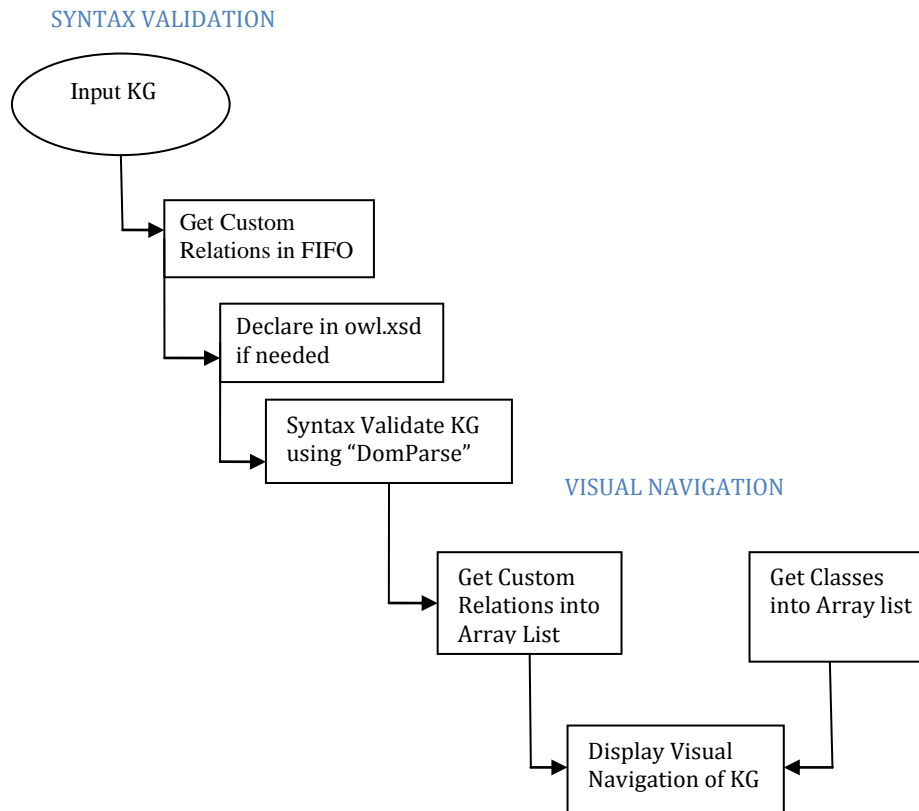 SYNTAX VALIDATION
Input KG
Get Custom
Relations in FIFO
Declare in owl.xsd
if needed
Syntax Validate KG
using “DomParse”
VISUAL NAVIGATION
Get Custom
Relations into
Array List
Get Classes
into Array list
Display Visual
Navigation of KG